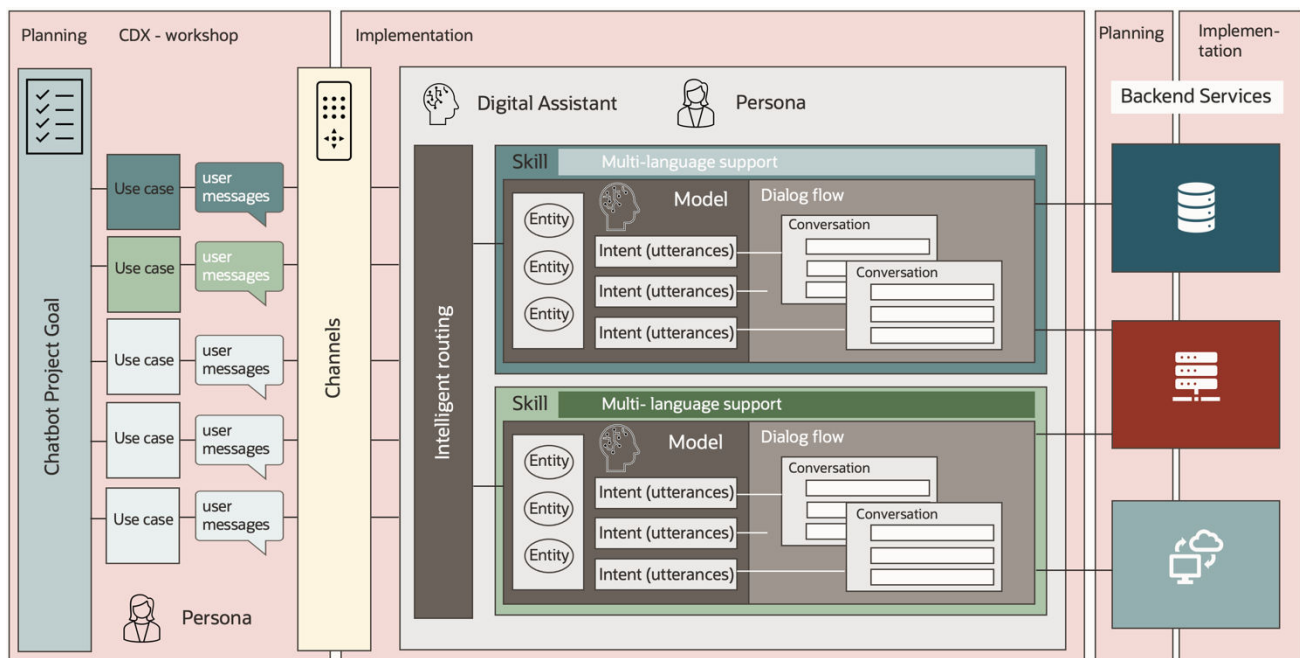 Planning
CDX - workshop
Implementation
Planning
Implemen-
tation
Chatbot Project Goal
Use case
user
messages
Use case
user
messages
Use case
user
messages
Use case
user
messages
Use case
user
messages
Persona
Channels
Digital Assistant
Persona
Intelligent routing
Skill
Multi-language support
Entity
Entity
Entity
Model
Intent (utterances)
Intent (utterances)
Intent (utterances)
Dialog flow
Conversation
Conversation
Skill
Multi- language support
Entity
Entity
Entity
Model
Intent (utterances)
Intent (utterances)
Intent (utterances)
Dialog flow
Conversation
Conversation
Backend Services